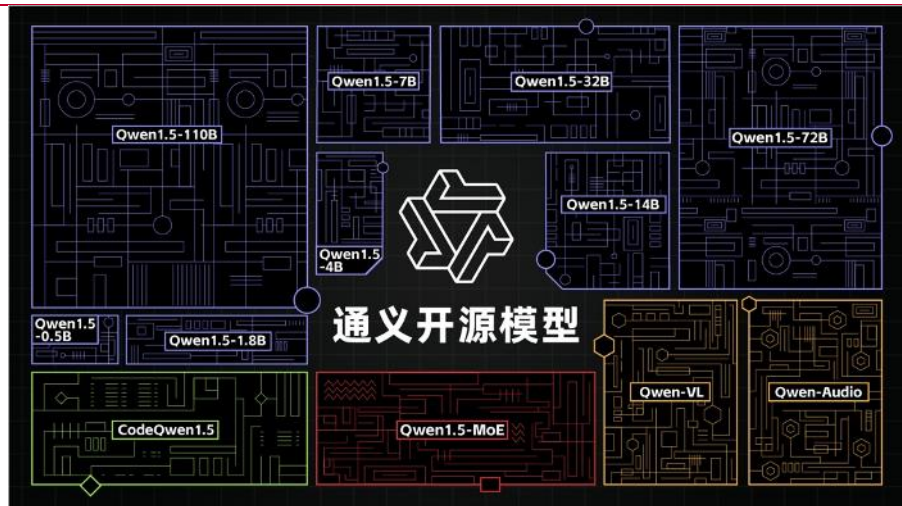 Qwen1.5-7B
Qwen1.5-32B
Qwen1.5-110B
Qwen1.5-72B
Qwen1.5
-4B
Qwen1.5-14B
通义开源模型
Qwen1.5
-0.5B
Qwen1.5-1.8B
Qwen-VL
Qwen-Audio
CodeQwen1.5
Qwen1.5-MoE